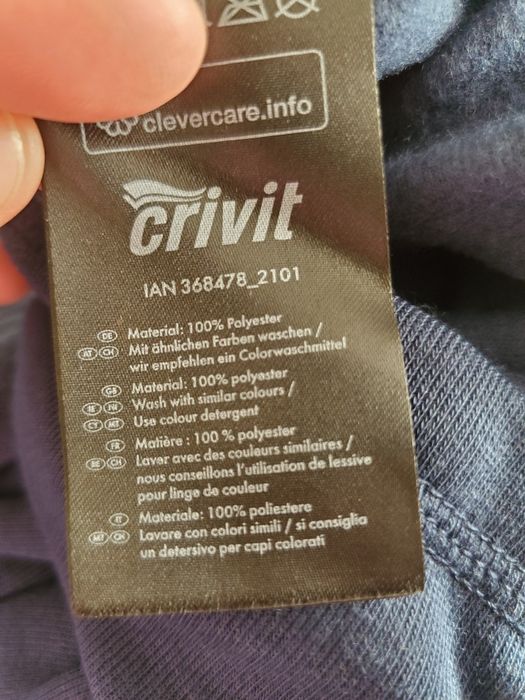 clevercare.info
crivit
IAN 368478_2101
DE Material: 100% Polyester
AT CH Mit ähnlichen Farben waschen /
wir empfehlen ein Colorwaschmittel
GB Material: 100% polyester
IE NI Wash with similar colours /
CY MT Use colour detergent
FR Matière : 100 % polyester
BE CH Laver avec des couleurs similaires /
nous conseillons l'utilisation de lessive
pour linge de couleur
IT Materiale: 100% poliestere
MT CH Lavare con colori simili / si consiglia
un detersivo per capi colorati